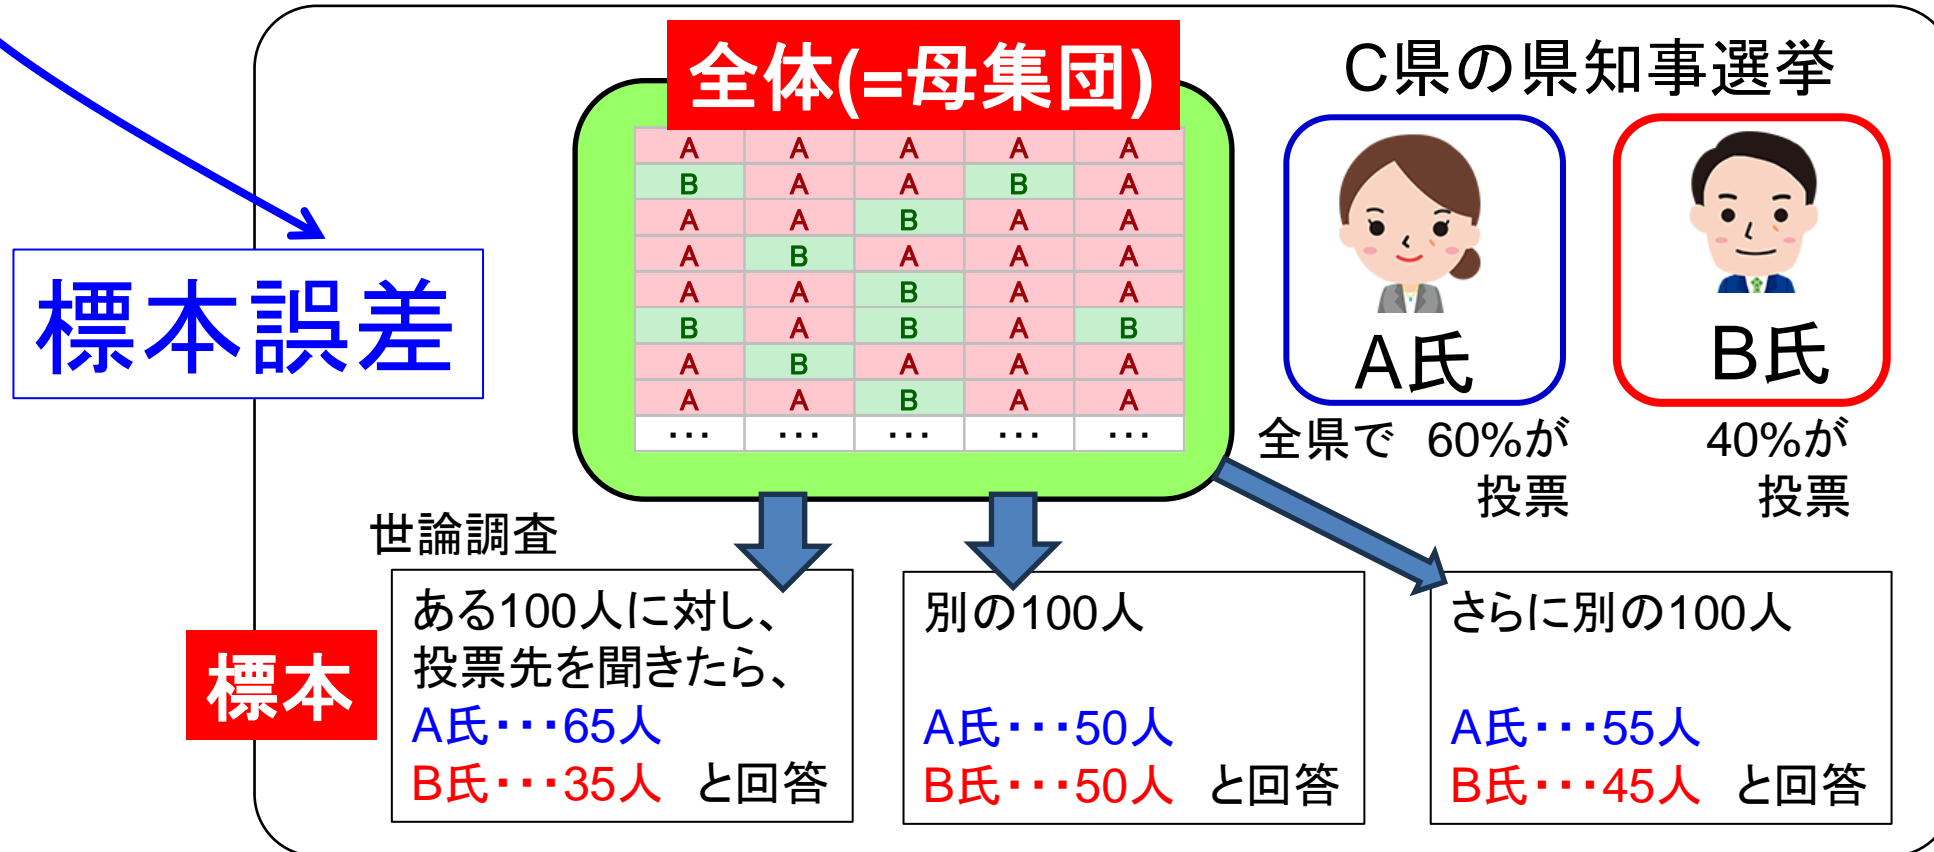 全体(=母集団)
C県の県知事選挙
A A A A A
B A A B A
A A B A A
A B A A A
A A B A A
B A B A B
A B A A A
A A B A A
・・・ ・・・ ・・・ ・・・ ・・・
A氏
B氏
全県で 60%が
投票
40%が
投票
標本誤差
世論調査
標本
ある100人に対し、
投票先を聞きたら、
A氏・・・65人
B氏・・・35人 と回答
別の100人
A氏・・・50人
B氏・・・50人 と回答
さらに別の100人
A氏・・・55人
B氏・・・45人 と回答